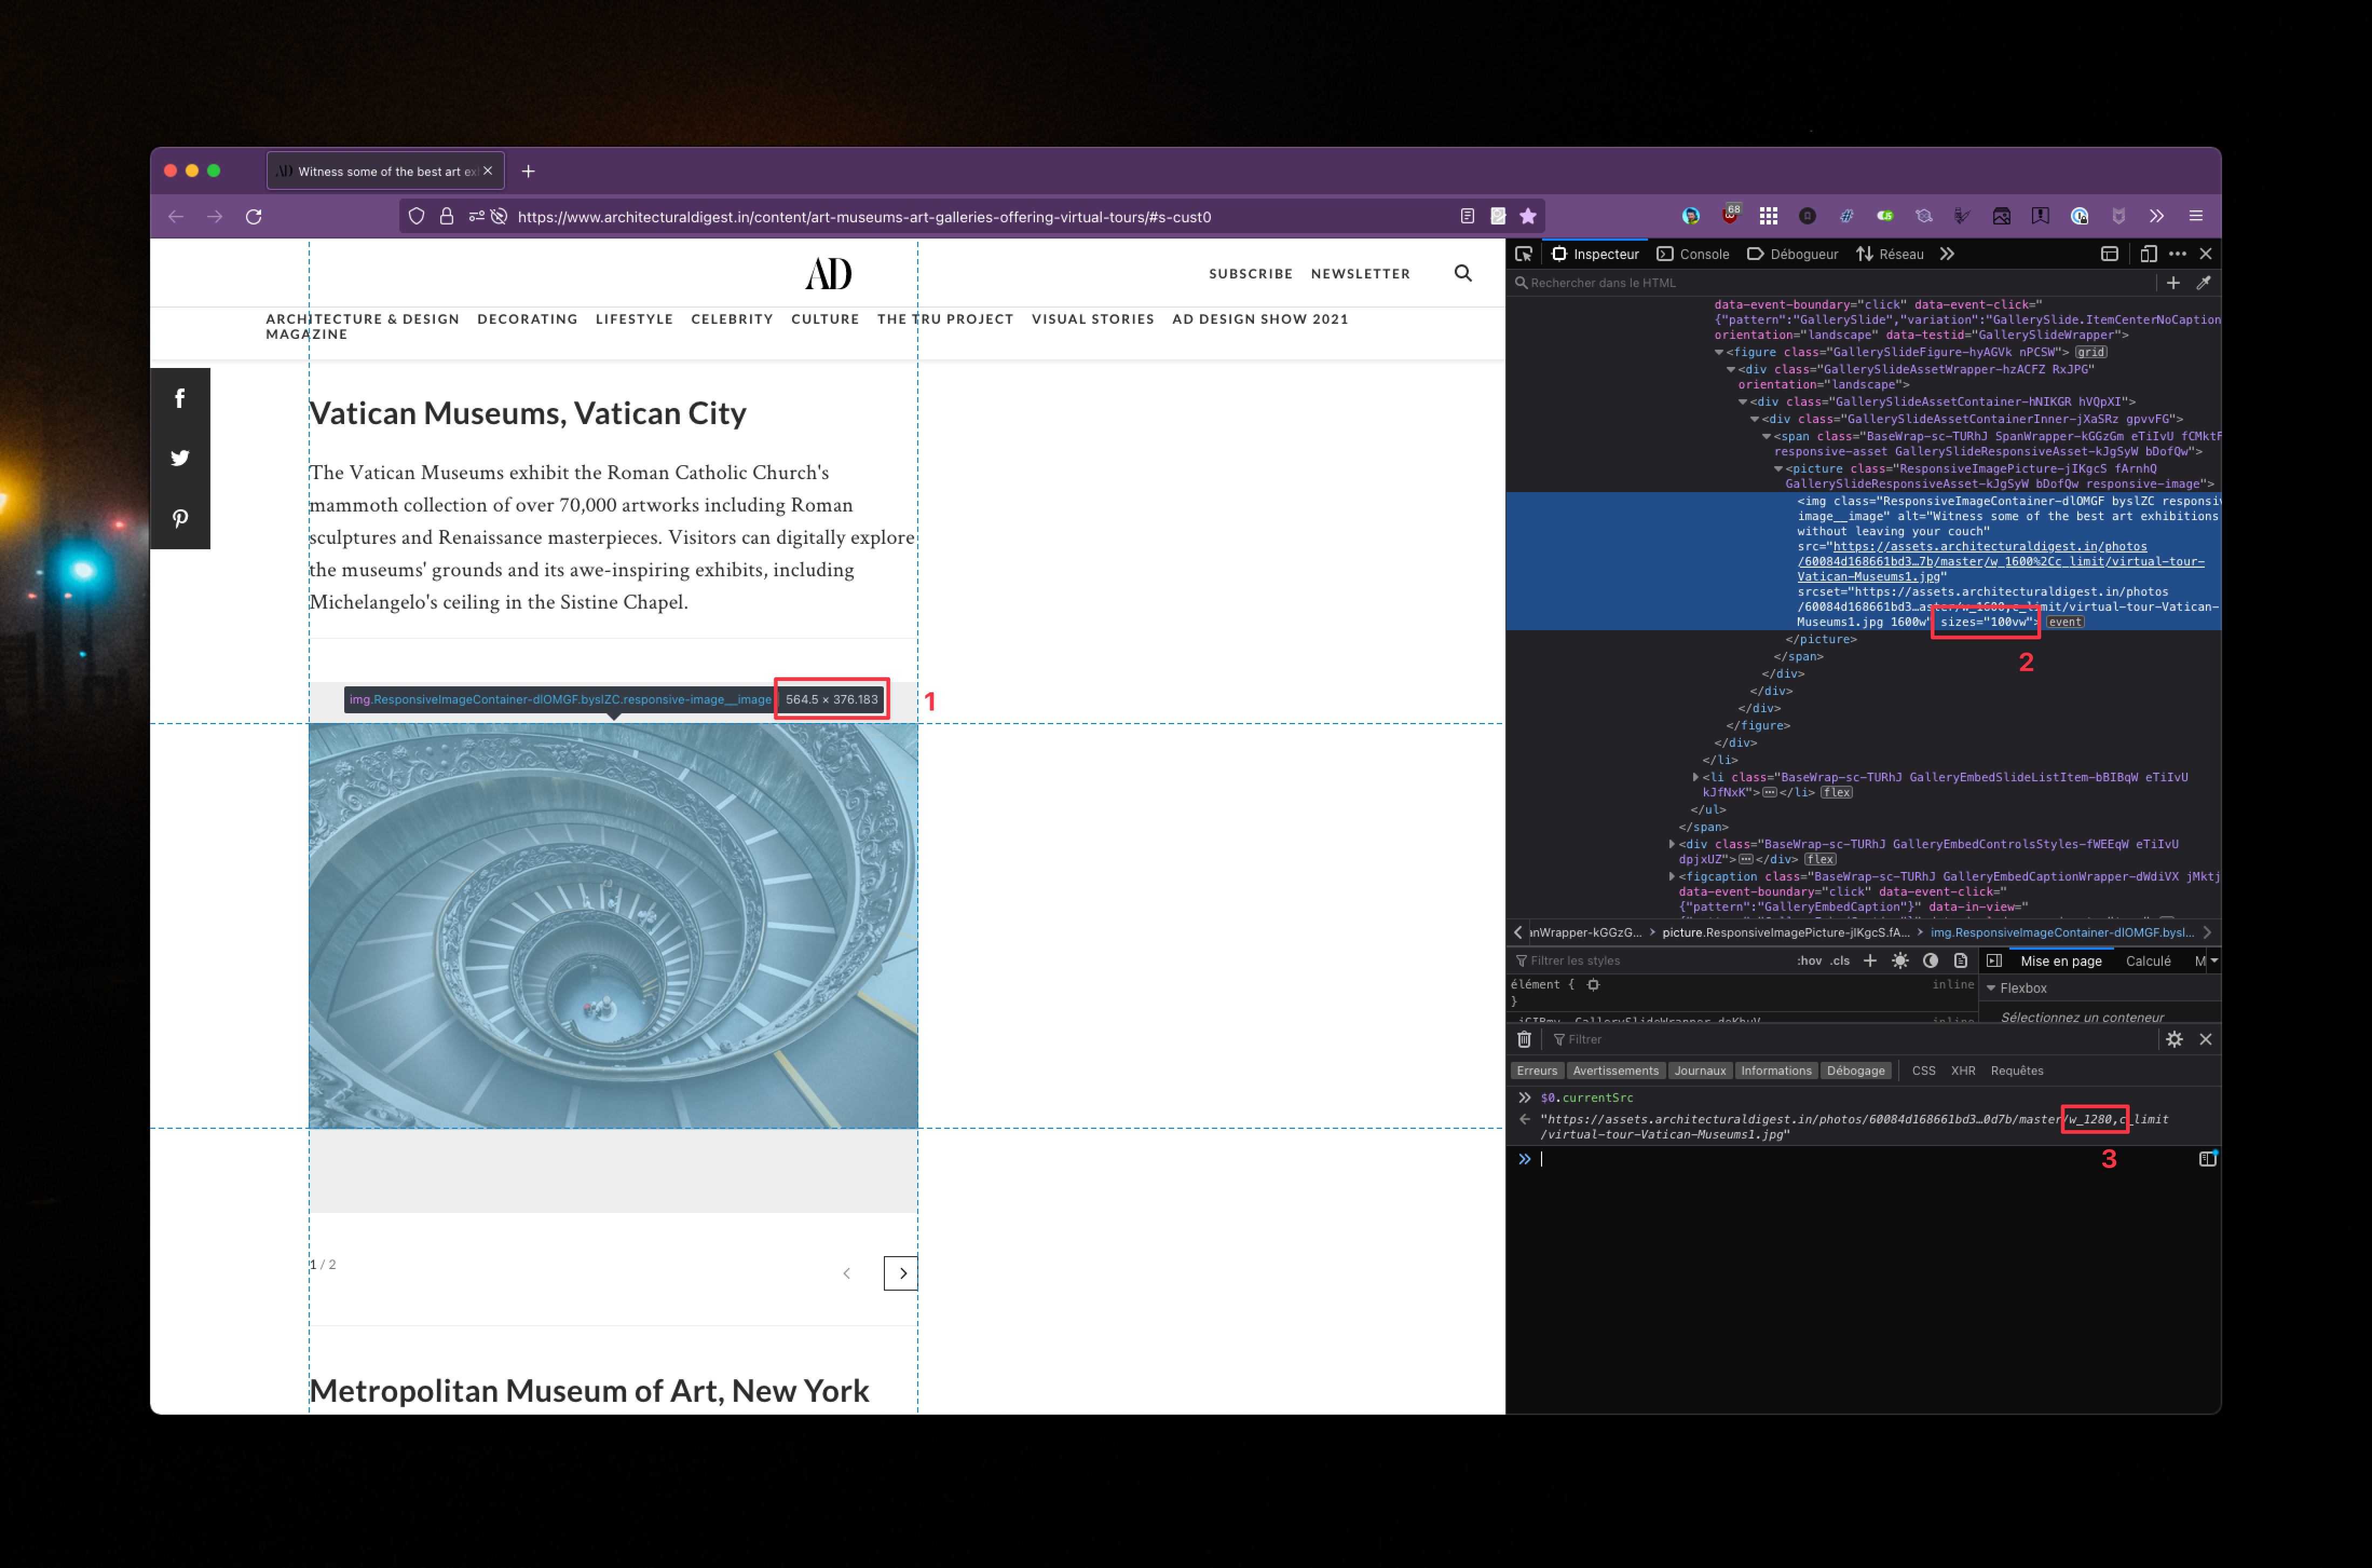 AD Witness some of the best art ex
https://www.architecturaldigest.in/content/art-museums-art-galleries-offering-virtual-tours/#s-cust0
68
AD
SUBSCRIBE NEWSLETTER
ARCHITECTURE & DESIGN DECORATING LIFESTYLE CELEBRITY CULTURE THE TRU PROJECT VISUAL STORIES AD DESIGN SHOW 2021
MAGAZINE
Vatican Museums, Vatican City
The Vatican Museums exhibit the Roman Catholic Church's
mammoth collection of over 70,000 artworks including Roman
sculptures and Renaissance masterpieces. Visitors can digitally explore
the museums' grounds and its awe-inspiring exhibits, including
Michelangelo's ceiling in the Sistine Chapel.
img.ResponsiveImageContainer-dlOMGF.byslZC.responsive-image__image 564.5 × 376.183
1
1 / 2
Metropolitan Museum of Art, New York
Inspecteur Console Débogueur Réseau
Rechercher dans le HTML
data-event-boundary="click" data-event-click="
{"pattern":"GallerySlide","variation":"GallerySlide.ItemCenterNoCaption
orientation="landscape" data-testid="GallerySlideWrapper">
<figure class="GallerySlideFigure-hyAGVk nPCSW"> grid
<div class="GallerySlideAssetWrapper-hzACFZ RxJPG"
orientation="landscape">
<div class="GallerySlideAssetContainer-hNIKGR hVQpXI">
<div class="GallerySlideAssetContainerInner-jXaSRz gpvvFG">
<span class="BaseWrap-sc-TURhJ SpanWrapper-kGGzGm eTiIvU fCMktF
responsive-asset GallerySlideResponsiveAsset-kJgSyW bDofQw">
<picture class="ResponsiveImagePicture-jIKgcS fArnhQ
GallerySlideResponsiveAsset-kJgSyW bDofQw responsive-image">
<img class="ResponsiveImageContainer-dlOMGF byslZC responsiv
image__image" alt="Witness some of the best art exhibitions
without leaving your couch"
src="https://assets.architecturaldigest.in/photos
/60084d168661bd3…7b/master/w_1600%2Cc_limit/virtual-tour-
Vatican-Museums1.jpg"
srcset="https://assets.architecturaldigest.in/photos
/60084d168661bd3…aster/w_1600,c_limit/virtual-tour-Vatican-
Museums1.jpg 1600w" sizes="100vw"> event
2
</picture>
</span>
</div>
</div>
</div>
</figure>
</div>
</li>
<li class="BaseWrap-sc-TURhJ GalleryEmbedSlideListItem-bBIBqW eTiIvU
kJfNxK"></li> flex
</ul>
</span>
<div class="BaseWrap-sc-TURhJ GalleryEmbedControlsStyles-fWEEqW eTiIvU
dpjxUZ"></div> flex
<figcaption class="BaseWrap-sc-TURhJ GalleryEmbedCaptionWrapper-dWdiVX jMktj
data-event-boundary="click" data-event-click="
{"pattern":"GalleryEmbedCaption"}" data-in-view="
nWrapper-kGGzG... picture.ResponsiveImagePicture-jIKgcS.fA... img.ResponsiveImageContainer-dlOMGF.bysl...
Filtrer les styles :hov .cls
Mise en page Calculé M
élément { inline
}
Flexbox
Sélectionnez un conteneur
Filtrer
Erreurs Avertissements Journaux Informations Débogage CSS XHR Requêtes
$0.currentSrc
"https://assets.architecturaldigest.in/photos/60084d168661bd3…0d7b/master/w_1280,c_limit
/virtual-tour-Vatican-Museums1.jpg"
3